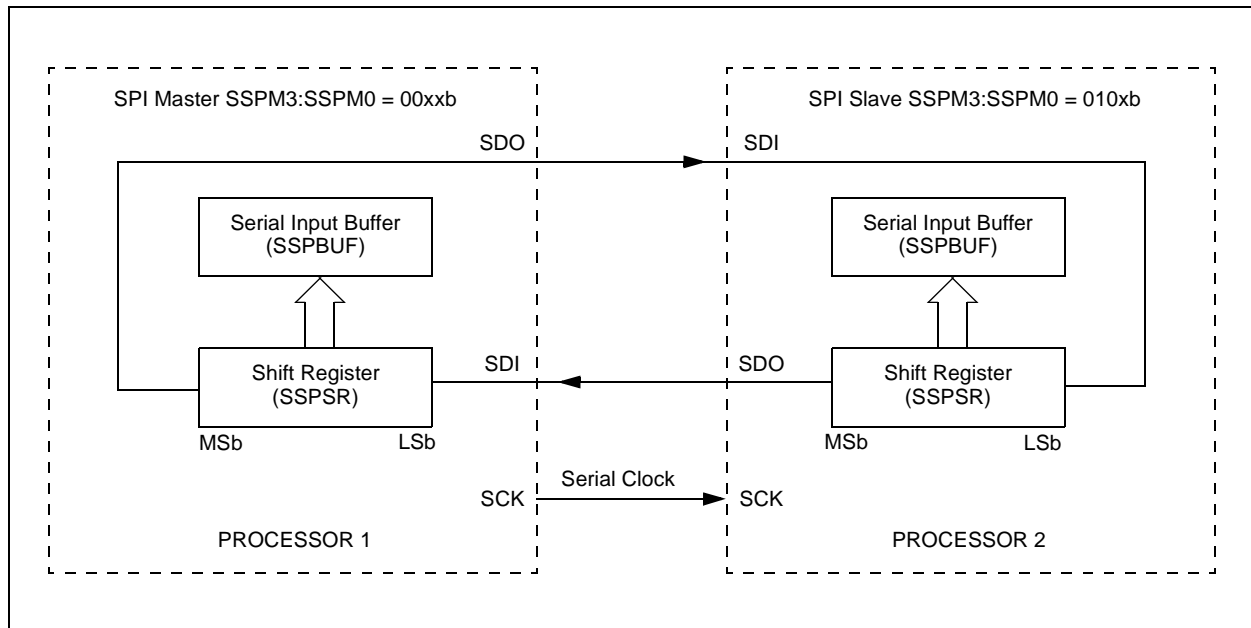 SPI Master SSPM3:SSPM0 = 00xxb
SPI Slave SSPM3:SSPM0 = 010xb
SDO
SDI
Serial Input Buffer
(SSPBUF)
Serial Input Buffer
(SSPBUF)
Shift Register
(SSPSR)
SDI
SDO
Shift Register
(SSPSR)
MSb
LSb
MSb
LSb
SCK
Serial Clock
SCK
PROCESSOR 1
PROCESSOR 2